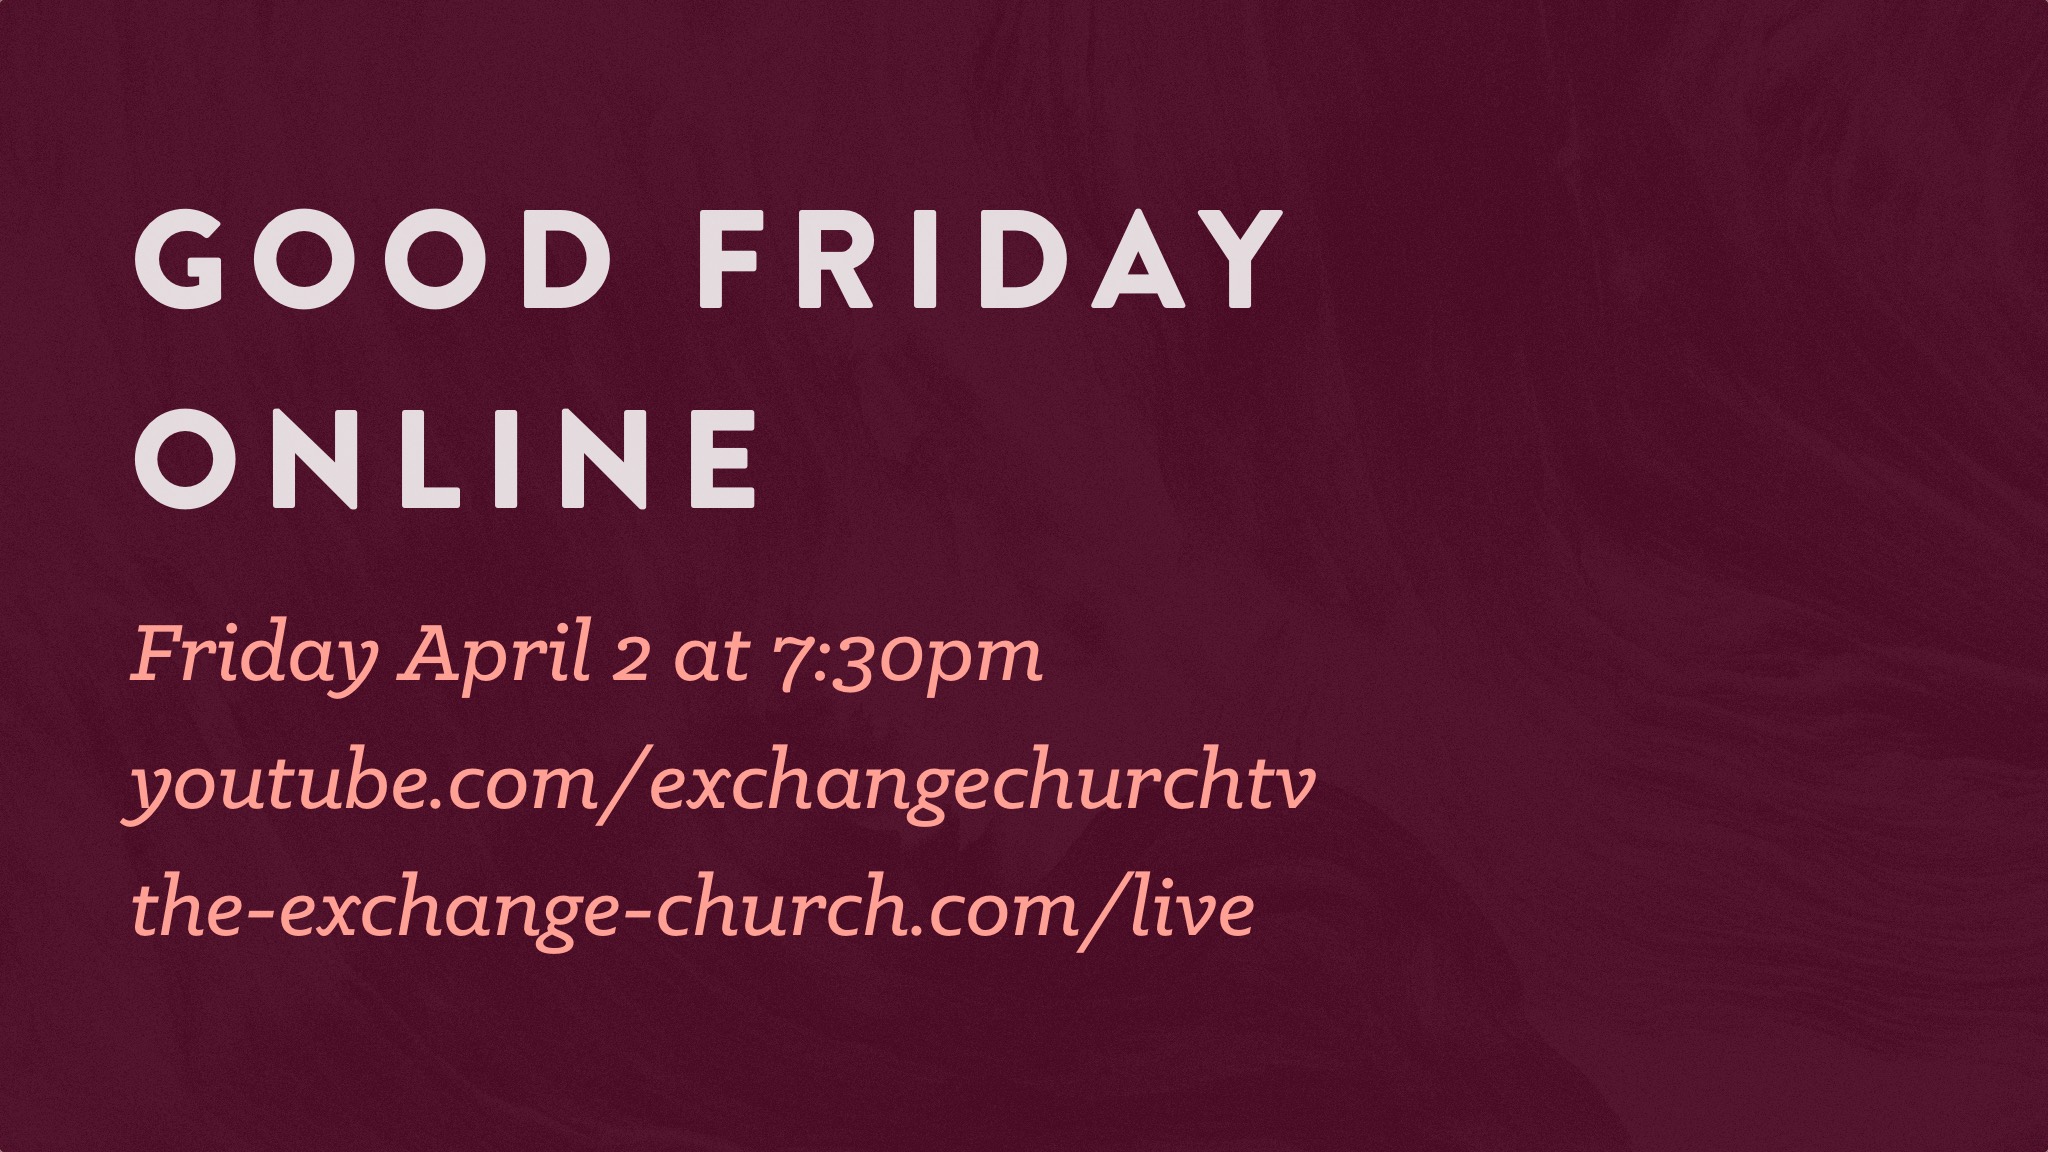 GOOD FRIDAY
ONLINE
Friday April 2 at 7:30pm
youtube.com/exchangechurchtv
the-exchange-church.com/live